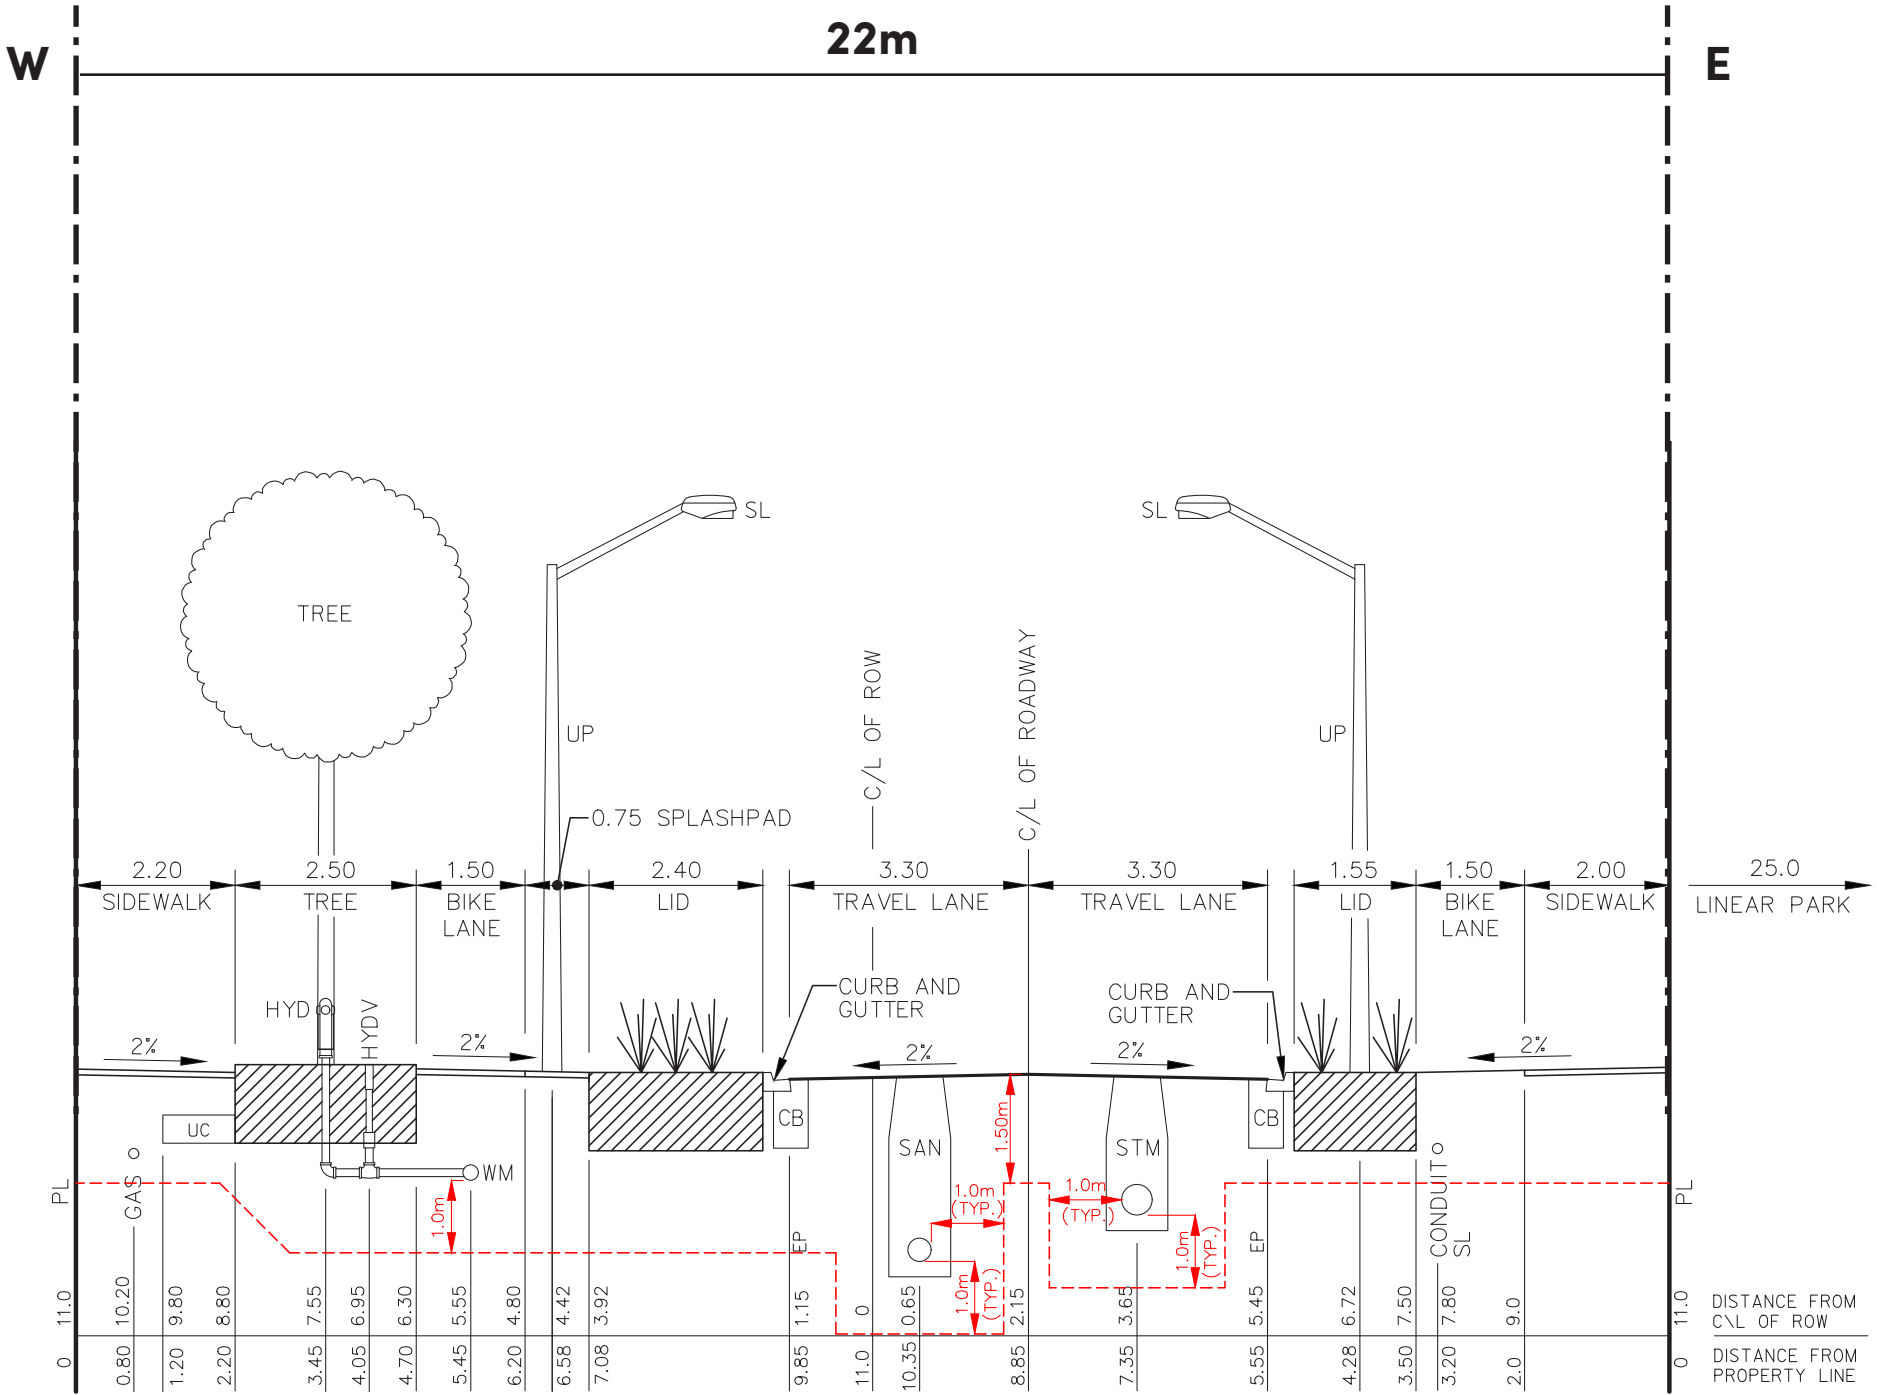 22m
W
E
SL
SL
TREE
C/L OF ROW
C/L OF ROADWAY
UP
UP
0.75 SPLASHPAD
2.20
2.50
1.50
2.40
3.30
3.30
1.55
1.50
2.00
25.0
SIDEWALK
TREE
BIKE
LANE
LID
TRAVEL LANE
TRAVEL LANE
LID
BIKE
LANE
SIDEWALK
LINEAR PARK
CURB AND
GUTTER
CURB AND
GUTTER
HYD
HYDV
2%
2%
2%
2%
2%
UC
CB
SAN
1.50m
STM
CB
WM
PL
GAS
1.0m
1.0m
(TYP.)
1.0m
(TYP.)
1.0m
(TYP.)
1.0m
(TYP.)
EP
EP
CONDUIT
SL
PL
11.0
10.20
9.80
8.80
7.55
6.95
6.30
5.55
4.80
4.42
3.92
1.15
0
0.65
2.15
3.65
5.45
6.72
7.50
7.80
9.0
11.0
DISTANCE FROM
C\L OF ROW
0
0.80
1.20
2.20
3.45
4.05
4.70
5.45
6.20
6.58
7.08
9.85
11.0
10.35
8.85
7.35
5.55
4.28
3.50
3.20
2.0
0
DISTANCE FROM
PROPERTY LINE